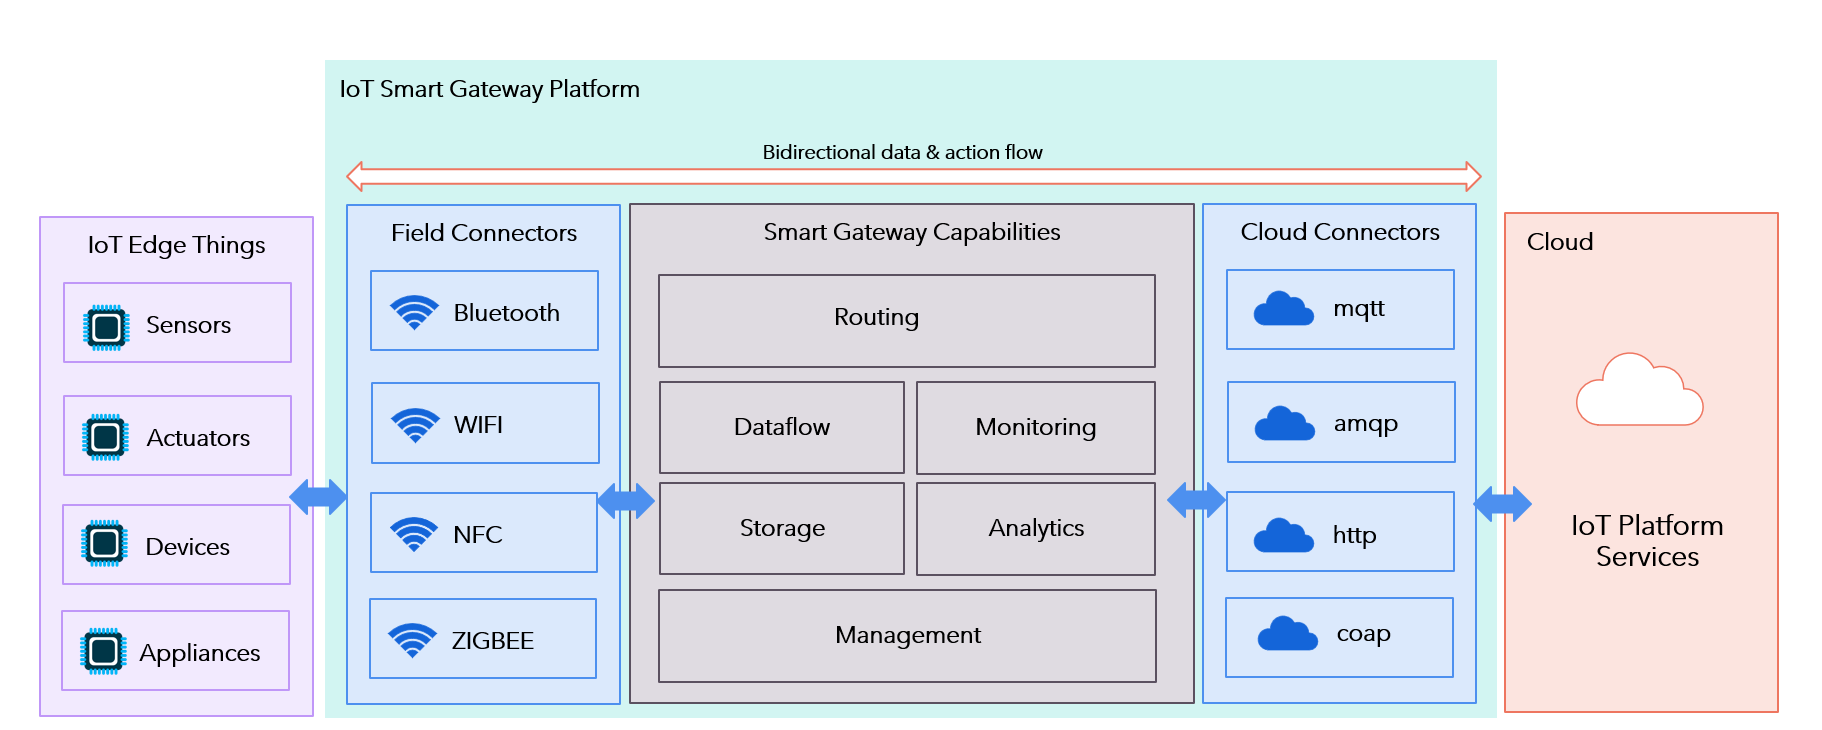 IoT Smart Gateway Platform
Bidirectional data & action flow
IoT Edge Things
Sensors
Actuators
Devices
Appliances
Field Connectors
Bluetooth
WIFI
NFC
ZIGBEE
Smart Gateway Capabilities
Routing
Dataflow
Monitoring
Storage
Analytics
Management
Cloud Connectors
mqtt
amqp
http
coap
Cloud
IoT Platform
Services